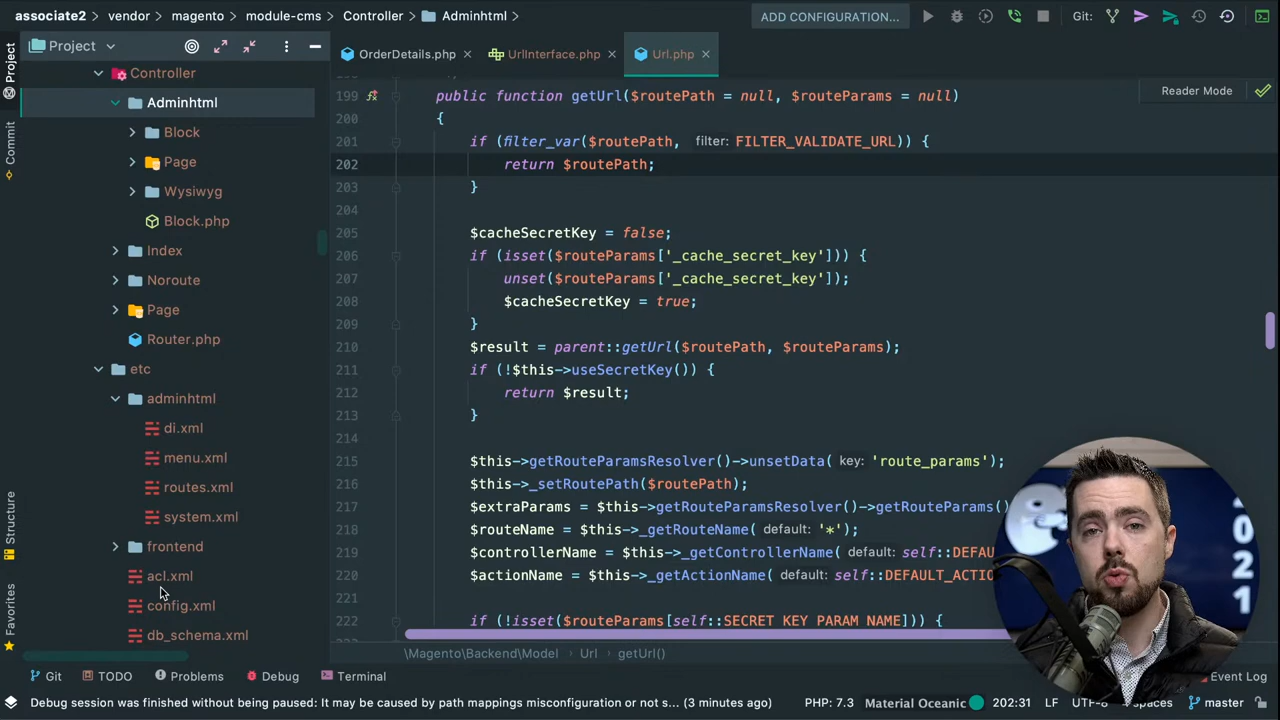 associate2 vendor magento module-cms Controller Adminhtml
ADD CONFIGURATION...
Git:
Project
OrderDetails.php
UrlInterface.php
Url.php
Project
Commit
Structure
Favorites
Controller
Adminhtml
Block
Page
Wysiwyg
Block.php
Index
Noroute
Page
Router.php
etc
adminhtml
di.xml
menu.xml
routes.xml
system.xml
frontend
acl.xml
config.xml
db_schema.xml
Reader Mode
199 public function getUrl($routePath = null, $routeParams = null)
200 {
201 if (filter_var($routePath, filter: FILTER_VALIDATE_URL)) {
202 return $routePath;
203 }
204
205 $cacheSecretKey = false;
206 if (isset($routeParams['_cache_secret_key'])) {
207 unset($routeParams['_cache_secret_key']);
208 $cacheSecretKey = true;
209 }
210 $result = parent::getUrl($routePath, $routeParams);
211 if (!$this->useSecretKey()) {
212 return $result;
213 }
214
215 $this->getRouteParamsResolver()->unsetData( key: 'route_params');
216 $this->_setRoutePath($routePath);
217 $extraParams = $this->getRouteParamsResolver()->getRouteParams()
218 $routeName = $this->_getRouteName( default: '*');
219 $controllerName = $this->_getControllerName( default: self::DEFA
220 $actionName = $this->_getActionName( default: self::DEFAULT_ACTIO
221
222 if (!isset($routeParams[self::SECRET_KEY_PARAM_NAME])) {
2
0
2
1
\Magento\Backend\Model Url getUrl()
Git TODO Problems Debug Terminal
Event Log
Debug session was finished without being paused: It may be caused by path mappings misconfiguration or not s... (3 minutes ago)
PHP: 7.3 Material Oceanic 202:31 LF UTF-8 spaces master